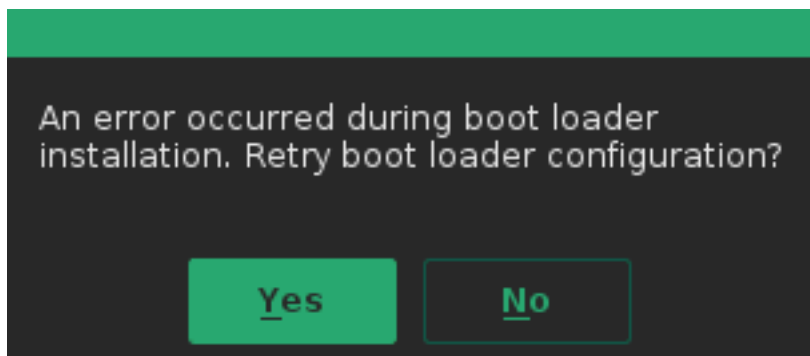 An error occurred during boot loader
installation. Retry boot loader configuration?
Yes
No